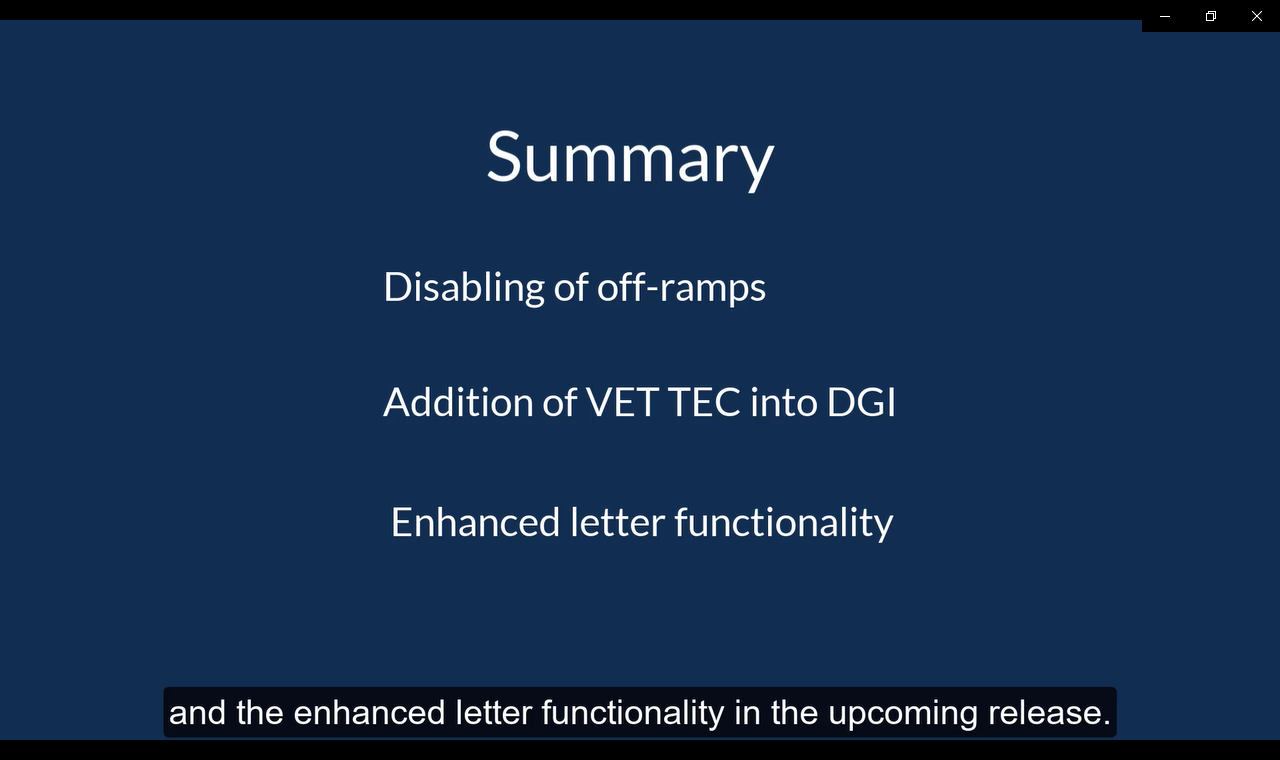 Summary
Disabling of off-ramps
Addition of VET TEC into DGI
Enhanced letter functionality
and the enhanced letter functionality in the upcoming release.